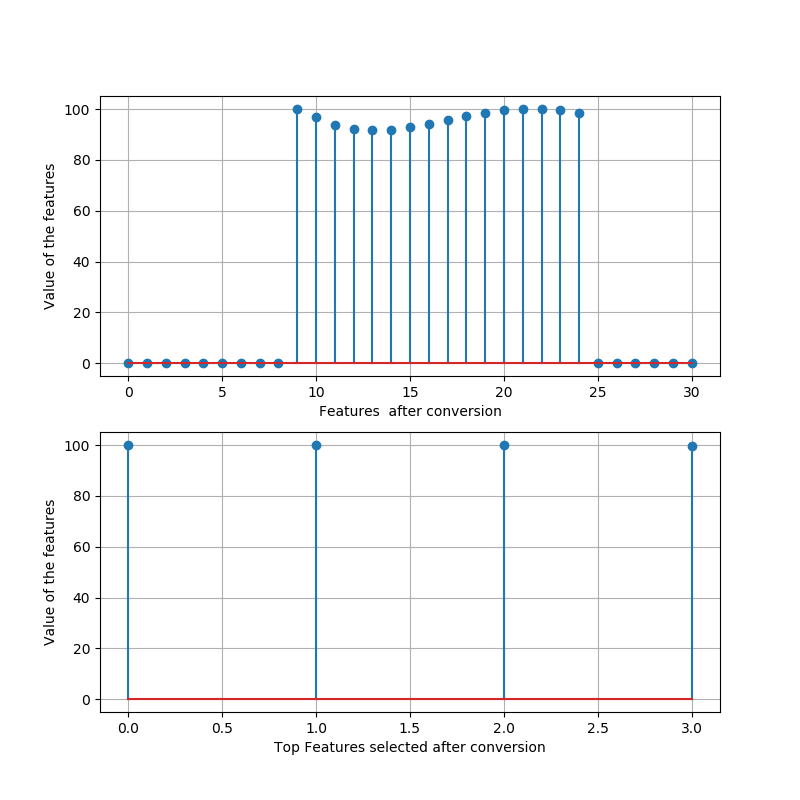 100
80
60
40
20
0
Value of the features
0 5 10 15 20 25 30
Features after conversion
100
80
60
40
20
0
Value of the features
0.0 0.5 1.0 1.5 2.0 2.5 3.0
Top Features selected after conversion